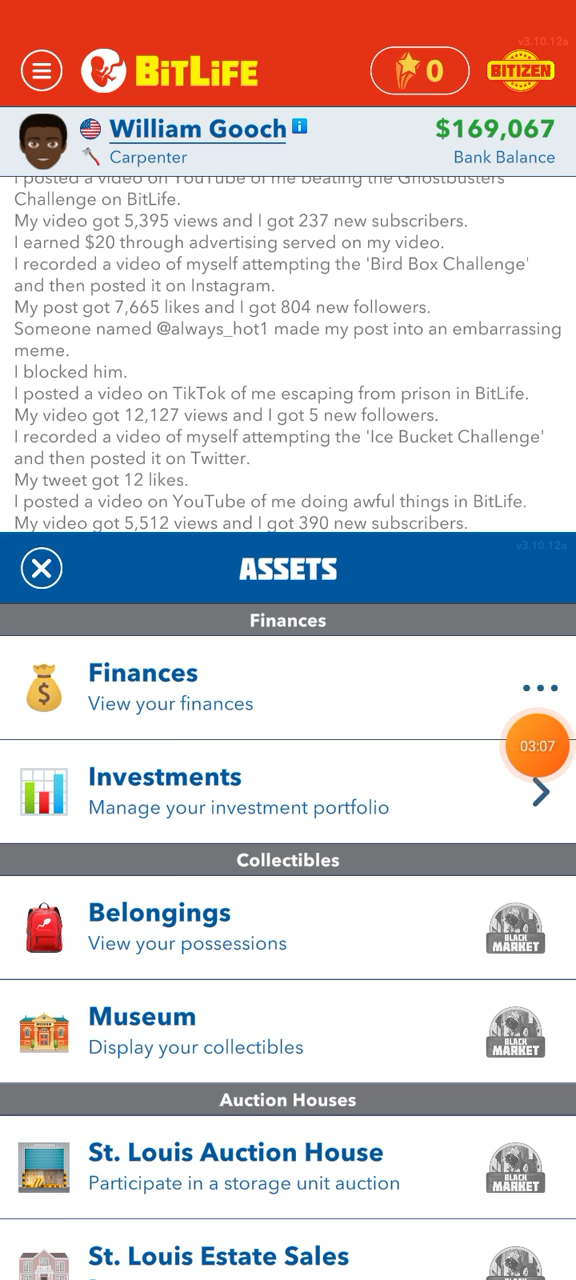 v3.10.12a
BITLIFE
0
BITIZEN
William Gooch
$169,067
Carpenter
Bank Balance
I posted a video on YouTube of me beating the Ghostbusters
Challenge on BitLife.
My video got 5,395 views and I got 237 new subscribers.
I earned $20 through advertising served on my video.
I recorded a video of myself attempting the 'Bird Box Challenge'
and then posted it on Instagram.
My post got 7,665 likes and I got 804 new followers.
Someone named @always_hot1 made my post into an embarrassing
meme.
I blocked him.
I posted a video on TikTok of me escaping from prison in BitLife.
My video got 12,127 views and I got 5 new followers.
I recorded a video of myself attempting the 'Ice Bucket Challenge'
and then posted it on Twitter.
My tweet got 12 likes.
I posted a video on YouTube of me doing awful things in BitLife.
My video got 5,512 views and I got 390 new subscribers.
v3.10.12a
ASSETS
Finances
Finances
View your finances
03:07
Investments
Manage your investment portfolio
Collectibles
Belongings
View your possessions
BLACK MARKET
Museum
Display your collectibles
BLACK MARKET
Auction Houses
St. Louis Auction House
Participate in a storage unit auction
BLACK MARKET
St. Louis Estate Sales